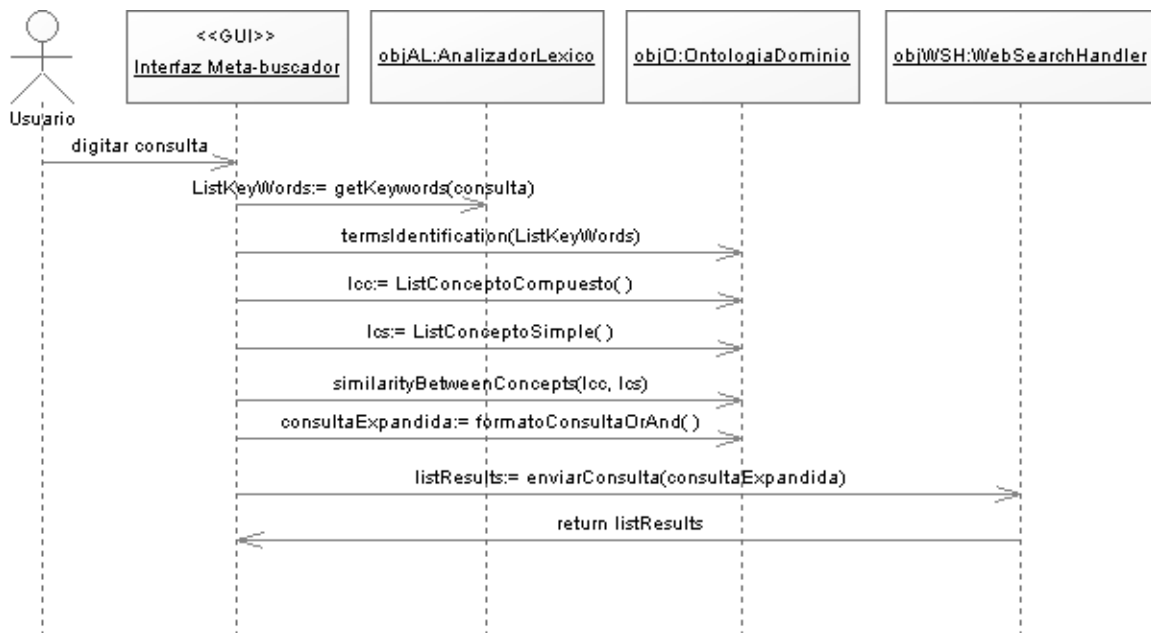 <<GUI>>
Interfaz Meta-buscador
objAL:AnalizadorLexico
objO:OntologiaDominio
objWSH:WebSearchHandler
Usuario
digitar consulta
ListKeyWords:= getKeywords(consulta)
termsIdentification(ListKeyWords)
lcc:= ListConceptoCompuesto( )
lcs:= ListConceptoSimple( )
similarityBetweenConcepts(lcc, lcs)
consultaExpandida:= formatoConsultaOrAnd( )
listResults:= enviarConsulta(consultaExpandida)
return listResults